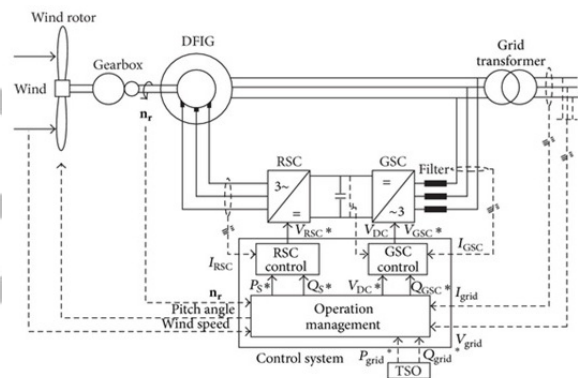 Wind rotor
Gearbox
DFIG
Grid
transformer
Wind
n_r
RSC
GSC
Filter
3~
=
=
~3
V_RSC*
V_DC
V_GSC*
I_RSC
RSC
control
GSC
control
I_GSC
n_r
P_S*
Q_S*
V_DC*
Q_GSC*
I_grid
Pitch angle
Wind speed
Operation
management
V_grid
Control system
P_grid*
Q_grid*
TSO